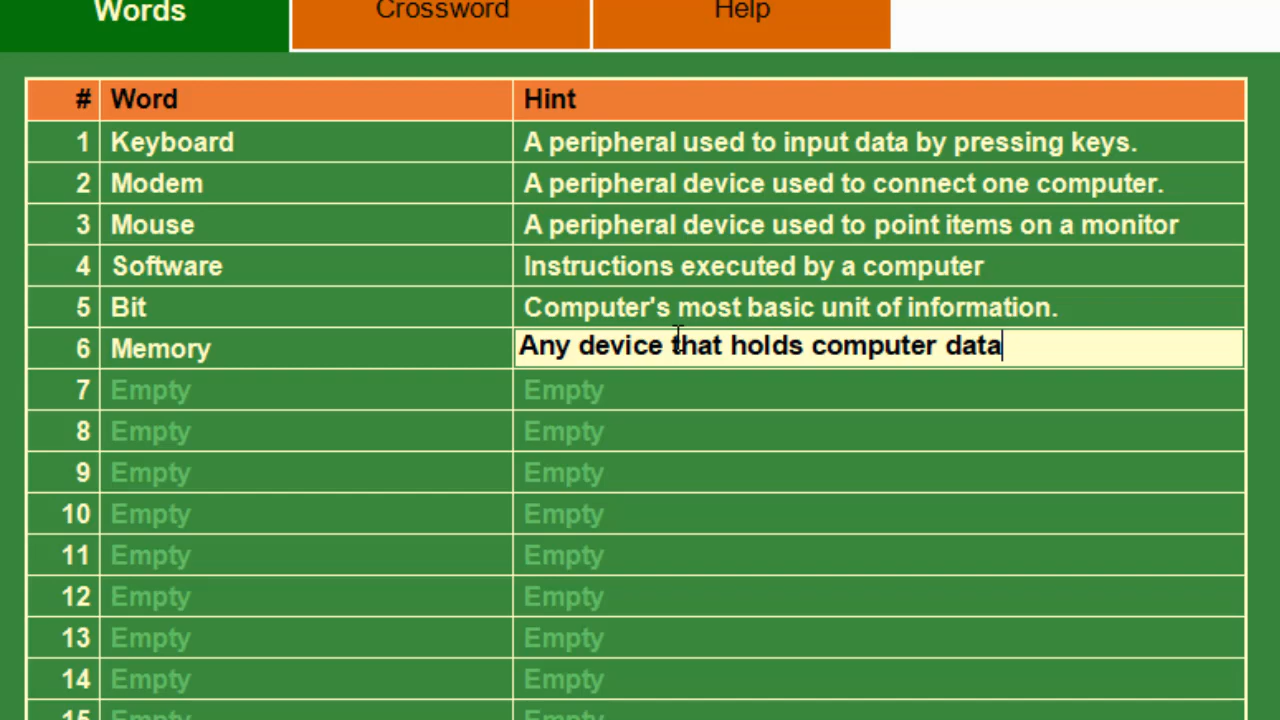 Words Crossword Help
# Word Hint
1 Keyboard A peripheral used to input data by pressing keys.
2 Modem A peripheral device used to connect one computer.
3 Mouse A peripheral device used to point items on a monitor
4 Software Instructions executed by a computer
5 Bit Computer's most basic unit of information.
6 Memory Any device that holds computer data
7 Empty Empty
8 Empty Empty
9 Empty Empty
10 Empty Empty
11 Empty Empty
12 Empty Empty
13 Empty Empty
14 Empty Empty
15 Empty Empty